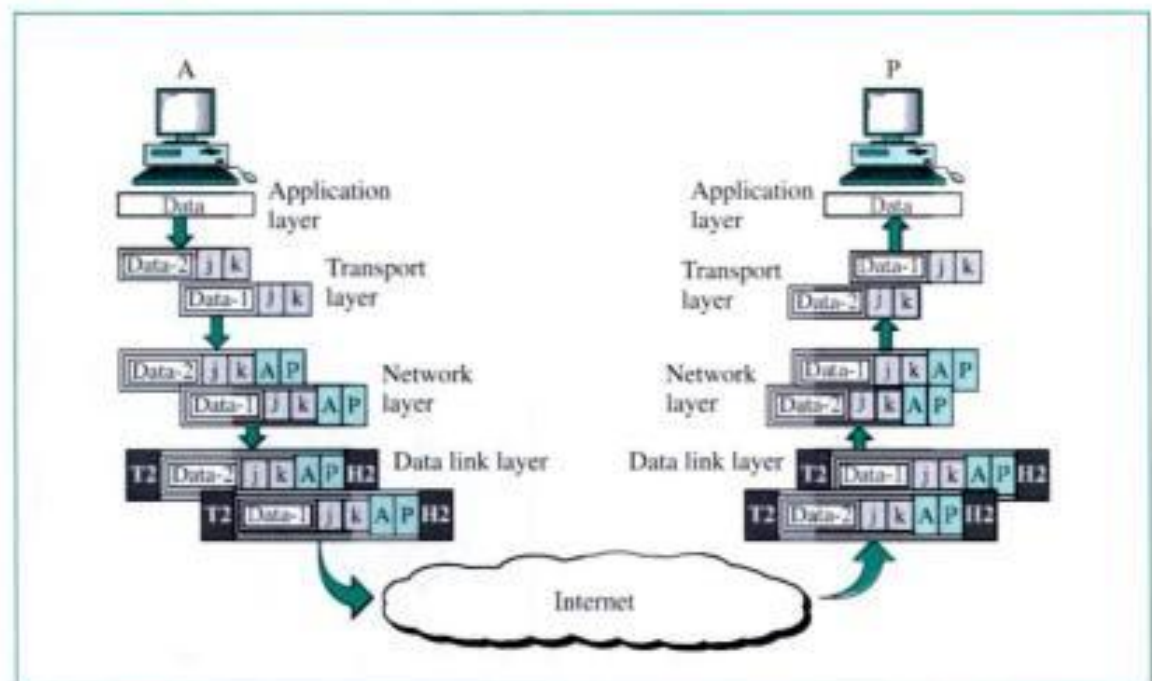 A
P
Data
Application
layer
Application
layer
Data
Data-2 j k
Transport
layer
Data-1 j k
Transport
layer
Data-1 j k
Data-2 j k
Data-2 j k A P
Network
layer
Data-1 j k A P
Network
layer
Data-1 j k A P
Data-2 j k A P
T2 Data-2 j k A P H2
Data link layer
T2 Data-1 j k A P H2
Data link layer
T2 Data-1 j k A P H2
T2 Data-2 j k A P H2
Internet